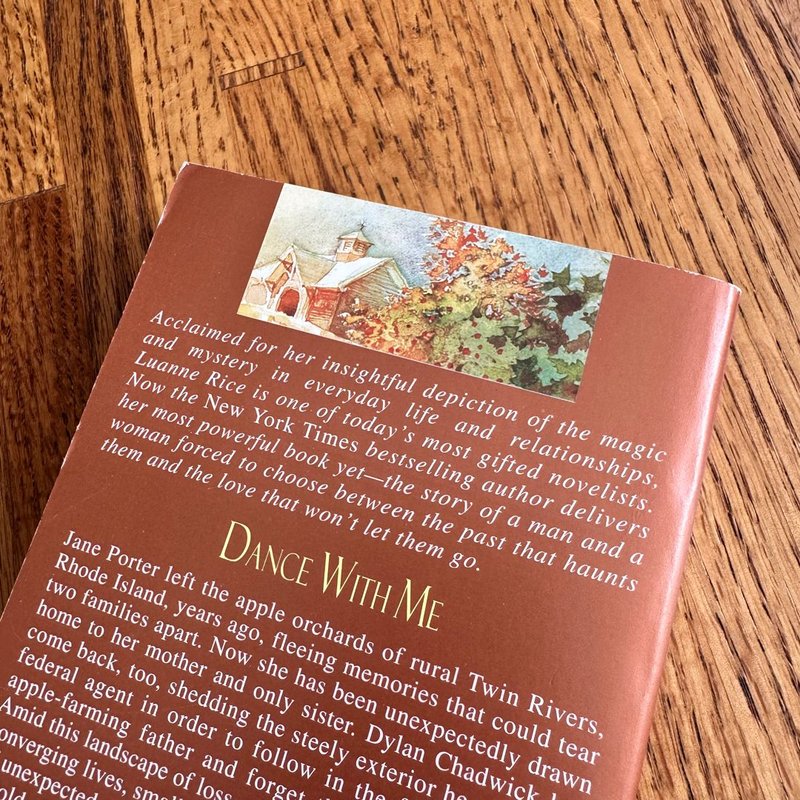 Acclaimed for her insightful depiction of the magic
and mystery in everyday life and relationships,
Luanne Rice is one of today's most gifted novelists.
Now the New York Times bestselling author delivers
her most powerful book yet—the story of a man and a
woman forced to choose between the past that haunts
them and the love that won't let them go.
DANCE WITH ME
Jane Porter left the apple orchards of rural Twin Rivers,
Rhode Island, years ago, fleeing memories that could tear
two families apart. Now she has been unexpectedly drawn
home to her mother and only sister. Dylan Chadwick
come back, too, shedding the steely exterior
federal agent in order to follow in the
apple-farming father and forget
Amid this landscape of loss
converging lives,
unexpected